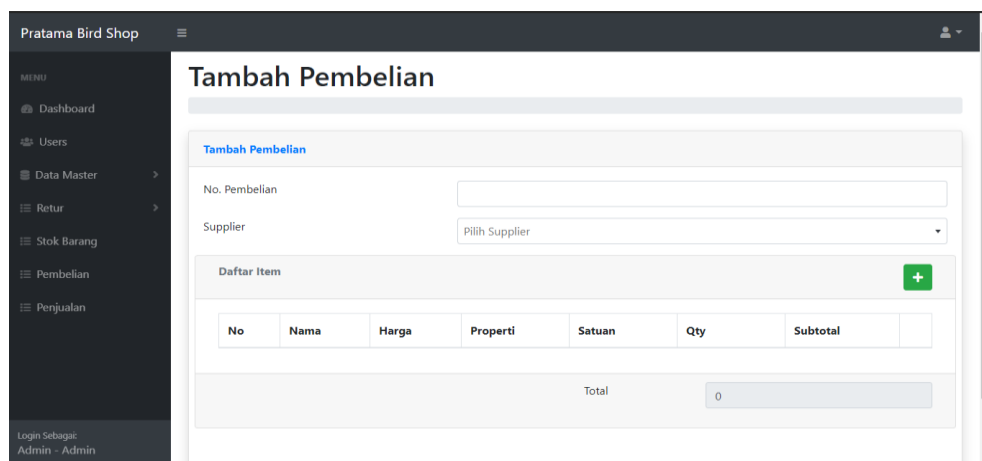 Pratama Bird Shop
MENU
Dashboard
Users
Data Master
Retur
Stok Barang
Pembelian
Penjualan
Login Sebagai:
Admin - Admin
Tambah Pembelian
Tambah Pembelian
No. Pembelian
Supplier
Pilih Supplier
Daftar Item
No Nama Harga Properti Satuan Qty Subtotal
Total 0